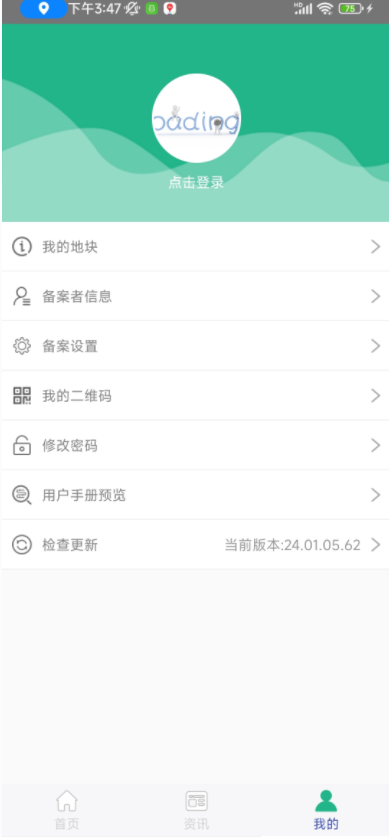 下午3:47
HD
75
oading
点击登录
我的地块
备案者信息
备案设置
我的二维码
修改密码
用户手册预览
检查更新 当前版本:24.01.05.62
首页 资讯 我的